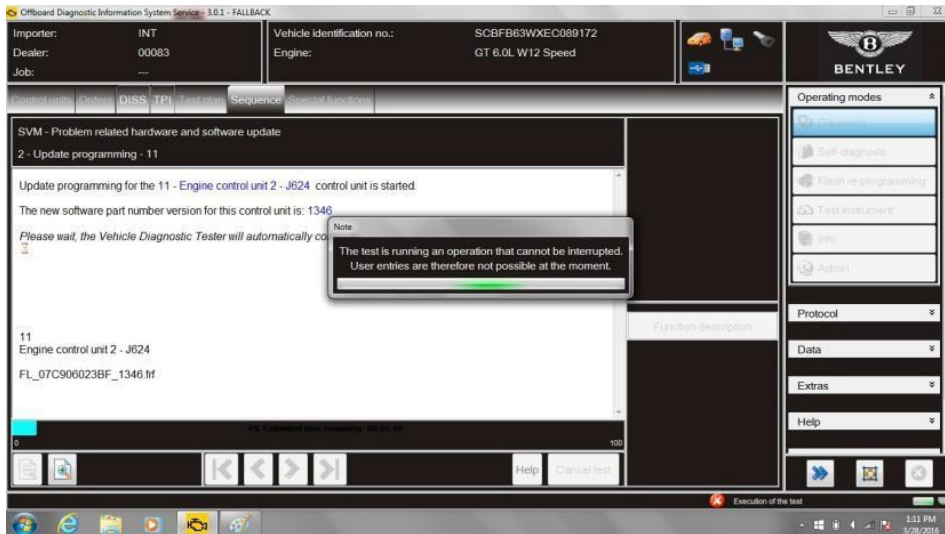 Offboard Diagnostic Information System Service - 3.0.1 - FALLBACK
Importer: INT
Dealer: 00083
Job: ---
Vehicle identification no.: SCBFB63WXEC089172
Engine: GT 6.0L W12 Speed
BENTLEY
Control units Orders DISS TPI Test plan Sequence Special functions
SVM - Problem related hardware and software update
2 - Update programming - 11
Update programming for the 11 - Engine control unit 2 - J624 control unit is started.
The new software part number version for this control unit is: 1346
Please wait, the Vehicle Diagnostic Tester will automatically co
Note
The test is running an operation that cannot be interrupted.
User entries are therefore not possible at the moment.
11
Engine control unit 2 - J624
FL_07C906023BF_1346.frf
4% Estimated time remaining:
0
100
Function description
Help
Cancel test
Operating modes
Diagnosis
Self-diagnosis
Flash re-programming
Test instrument
Info
Admin
Protocol
Data
Extras
Help
Execution of the test
1:11 PM
3/28/2016